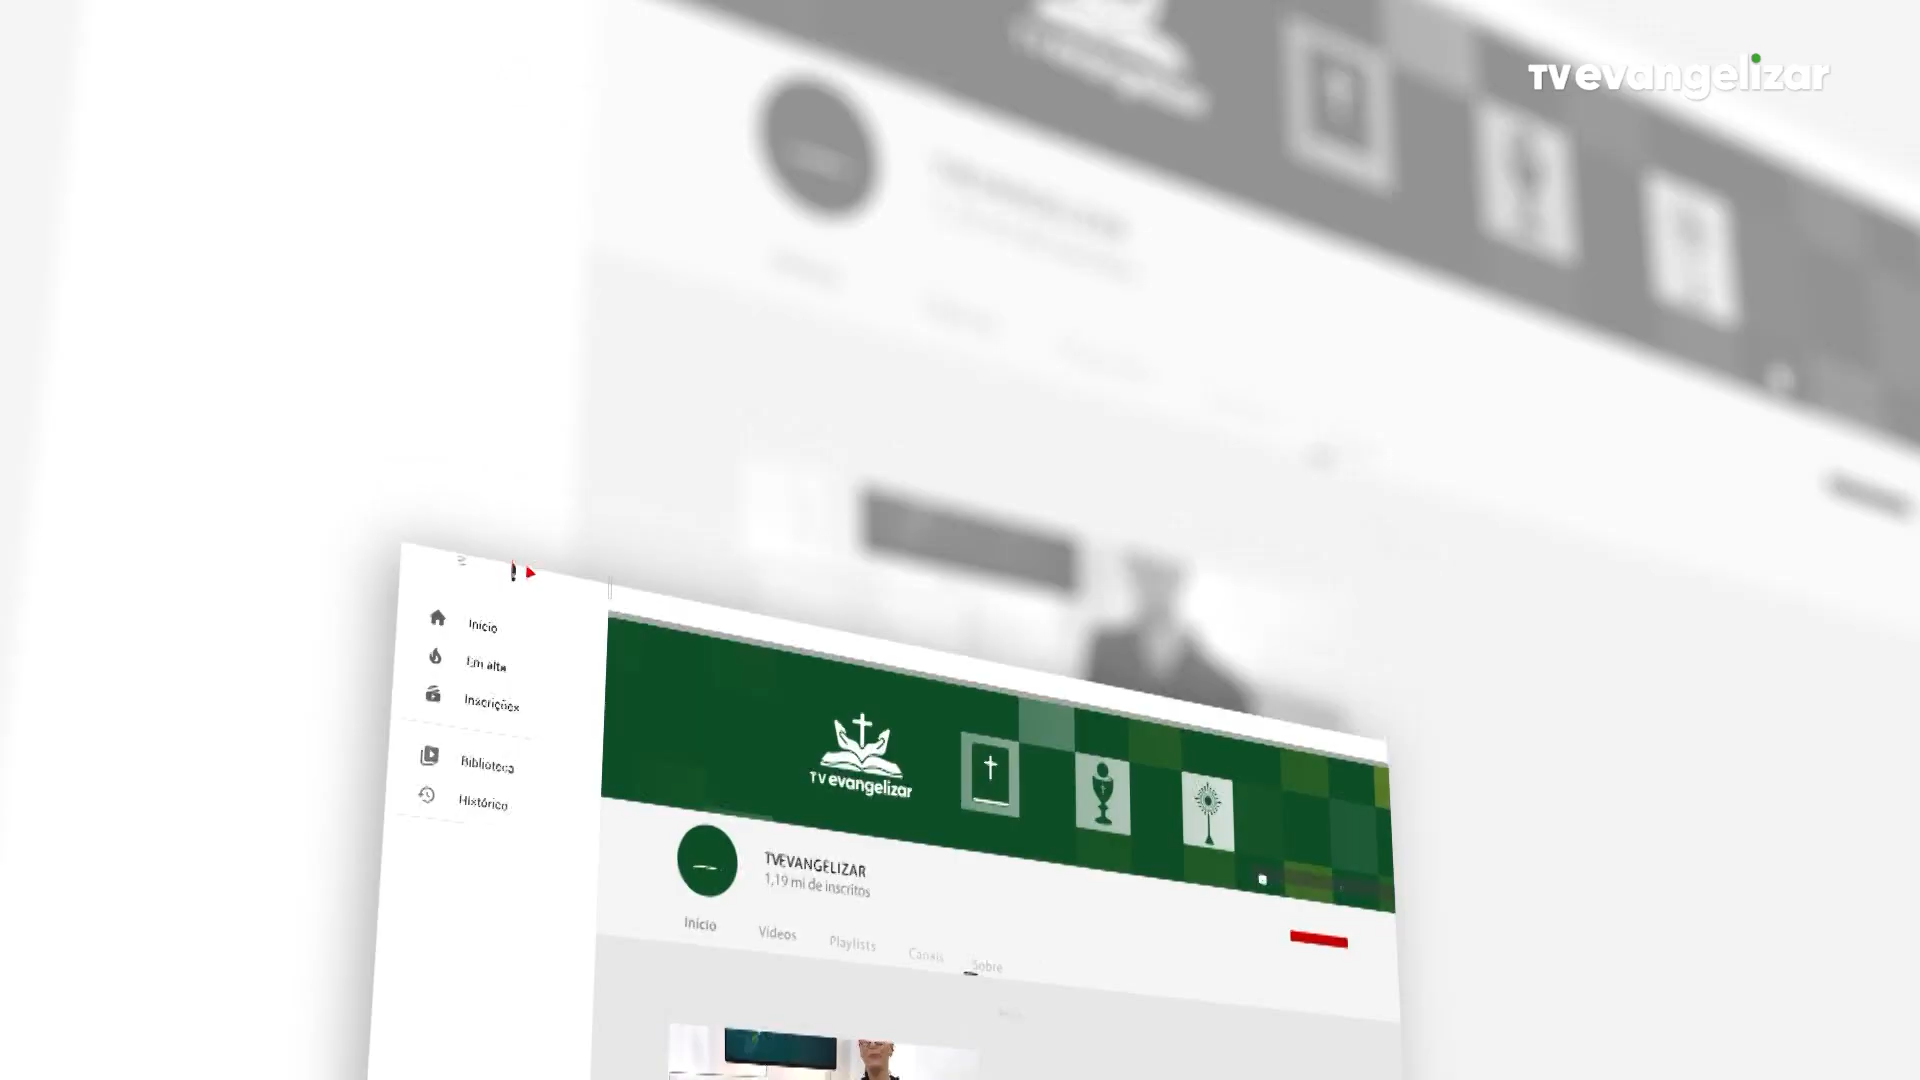 TVevangelizar
Início
Em alta
Inscrições
Biblioteca
Histórico
TV evangelizar
TVEVANGELIZAR
1,19 mi de inscritos
Início
Vídeos
Playlists
Canais
Sobre